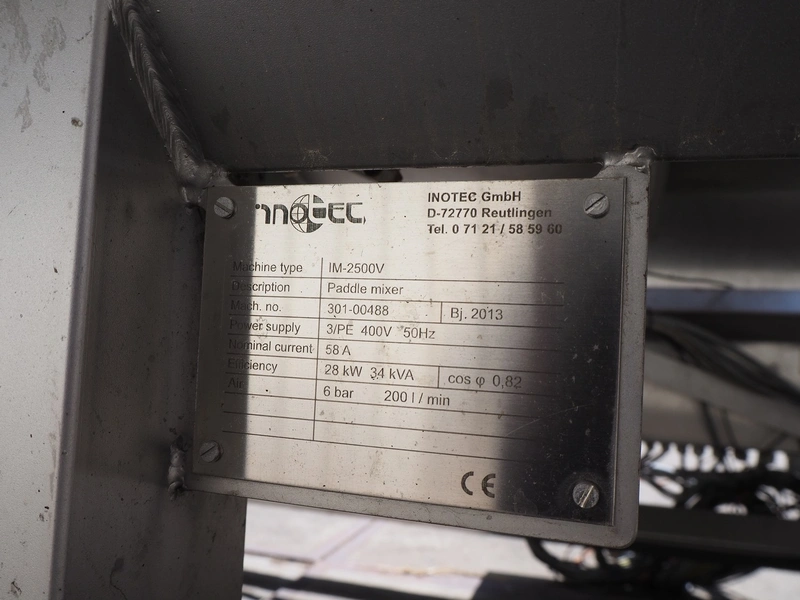 inotec
INOTEC GmbH
D-72770 Reutlingen
Tel. 0 71 21 / 58 59 60
Machine type IM-2500V
Description Paddle mixer
Mach. no. 301-00488 Bj. 2013
Power supply 3/PE 400V 50Hz
Nominal current 58 A
Efficiency 28 kW 34 kVA cos φ 0,82
Air 6 bar 200 l / min
CE